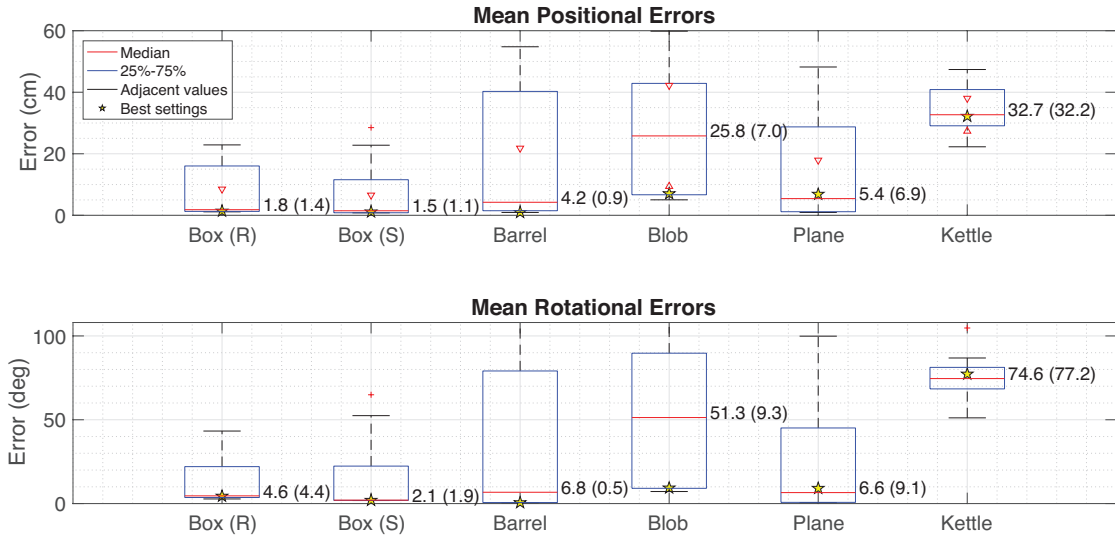 Mean Positional Errors
Error (cm)
60
40
20
0
Median
25%-75%
Adjacent values
Best settings
1.8 (1.4)
1.5 (1.1)
4.2 (0.9)
25.8 (7.0)
5.4 (6.9)
32.7 (32.2)
Box (R) Box (S) Barrel Blob Plane Kettle
Mean Rotational Errors
Error (deg)
100
50
0
4.6 (4.4)
2.1 (1.9)
6.8 (0.5)
51.3 (9.3)
6.6 (9.1)
74.6 (77.2)
Box (R) Box (S) Barrel Blob Plane Kettle